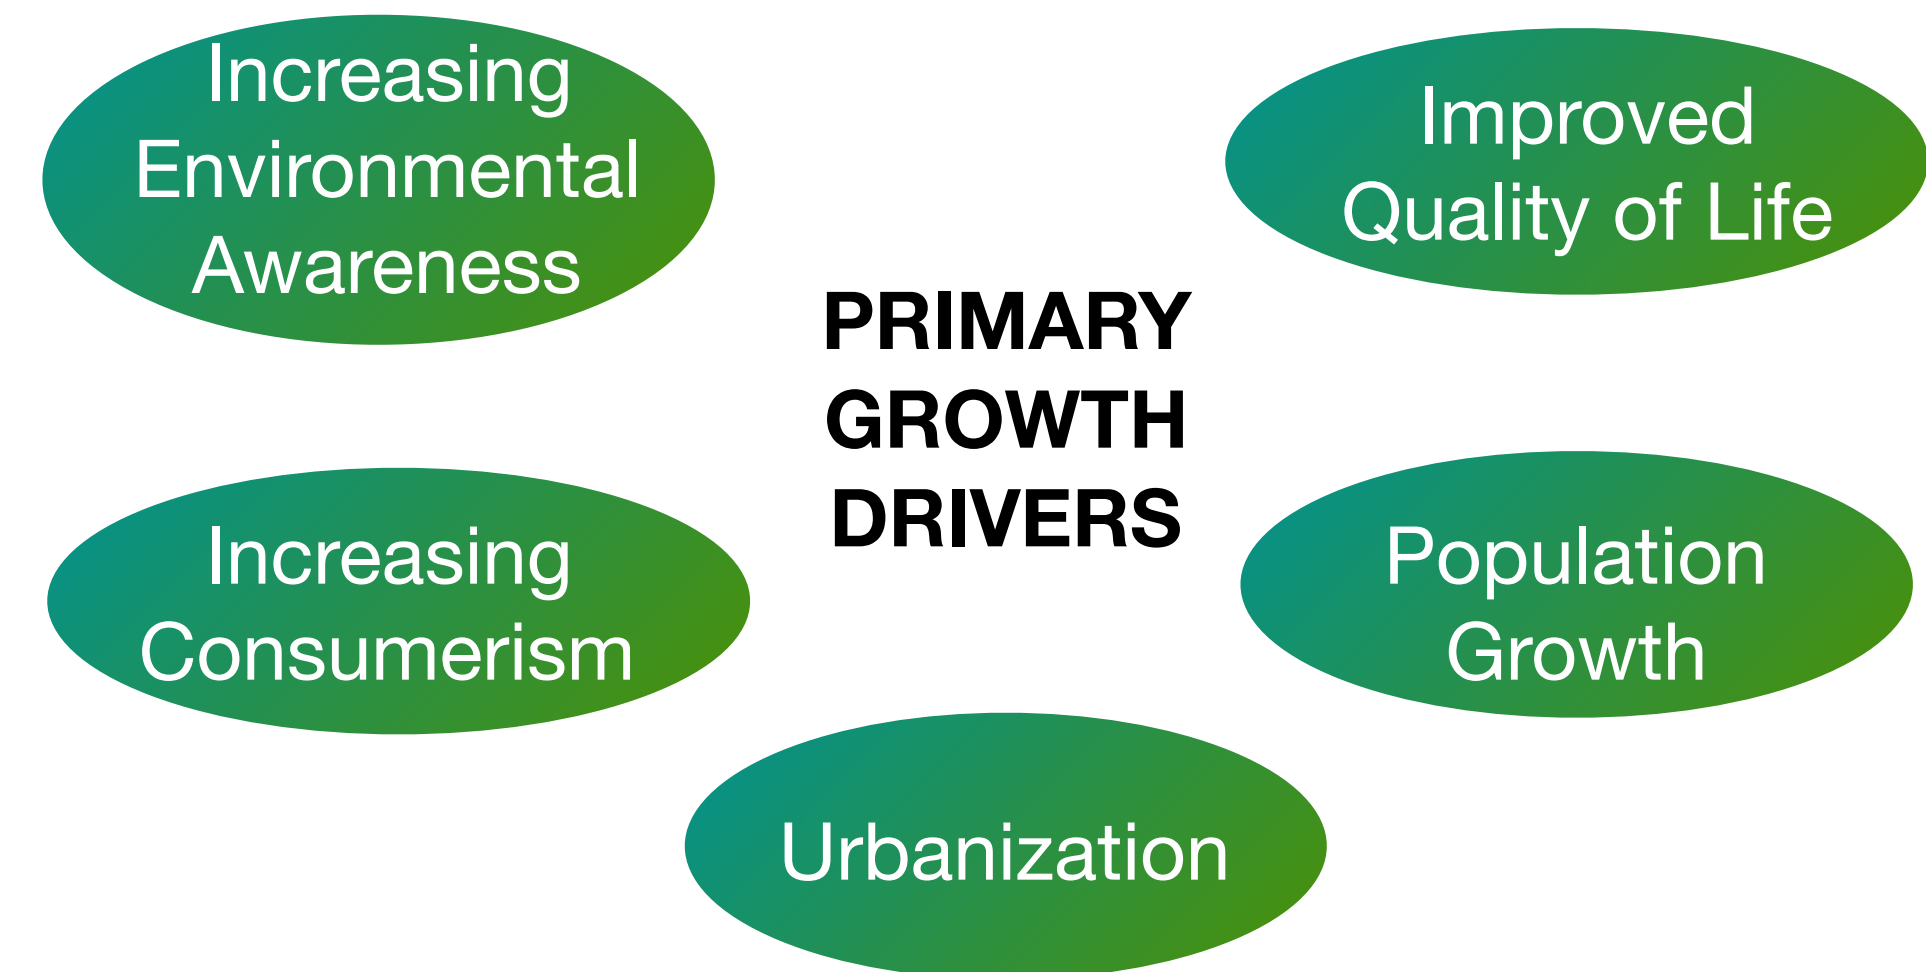 Increasing
Environmental
Awareness
Improved
Quality of Life
PRIMARY
GROWTH
DRIVERS
Increasing
Consumerism
Population
Growth
Urbanization